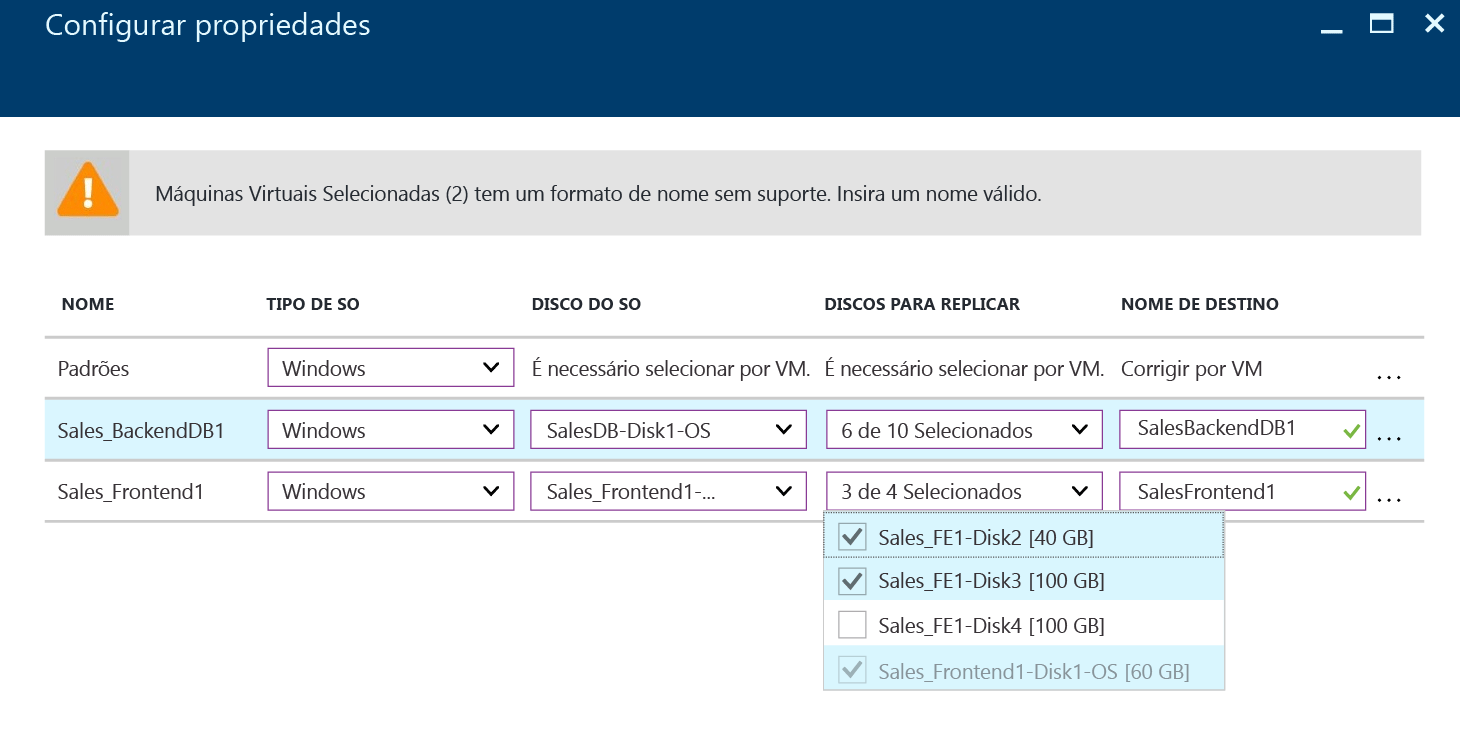 Configurar propriedades
Máquinas Virtuais Selecionadas (2) tem um formato de nome sem suporte. Insira um nome válido.
NOME TIPO DE SO DISCO DO SO DISCOS PARA REPLICAR NOME DE DESTINO
Padrões Windows É necessário selecionar por VM. É necessário selecionar por VM. Corrigir por VM ...
Sales_BackendDB1 Windows SalesDB-Disk1-OS 6 de 10 Selecionados SalesBackendDB1 ...
Sales_Frontend1 Windows Sales_Frontend1-... 3 de 4 Selecionados SalesFrontend1 ...
Sales_FE1-Disk2 [40 GB]
Sales_FE1-Disk3 [100 GB]
Sales_FE1-Disk4 [100 GB]
Sales_Frontend1-Disk1-OS [60 GB]